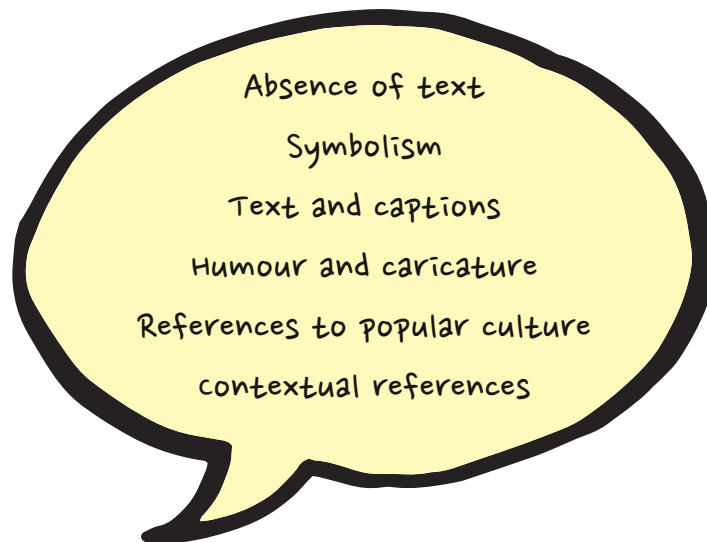 Absence of text
Symbolism
Text and captions
Humour and caricature
References to popular culture
contextual references